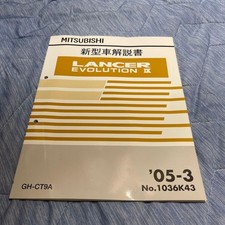 MITSUBISHI
新型車解説書
LANCER
EVOLUTION IX
GH-CT9A
'05-3
No.1036K43